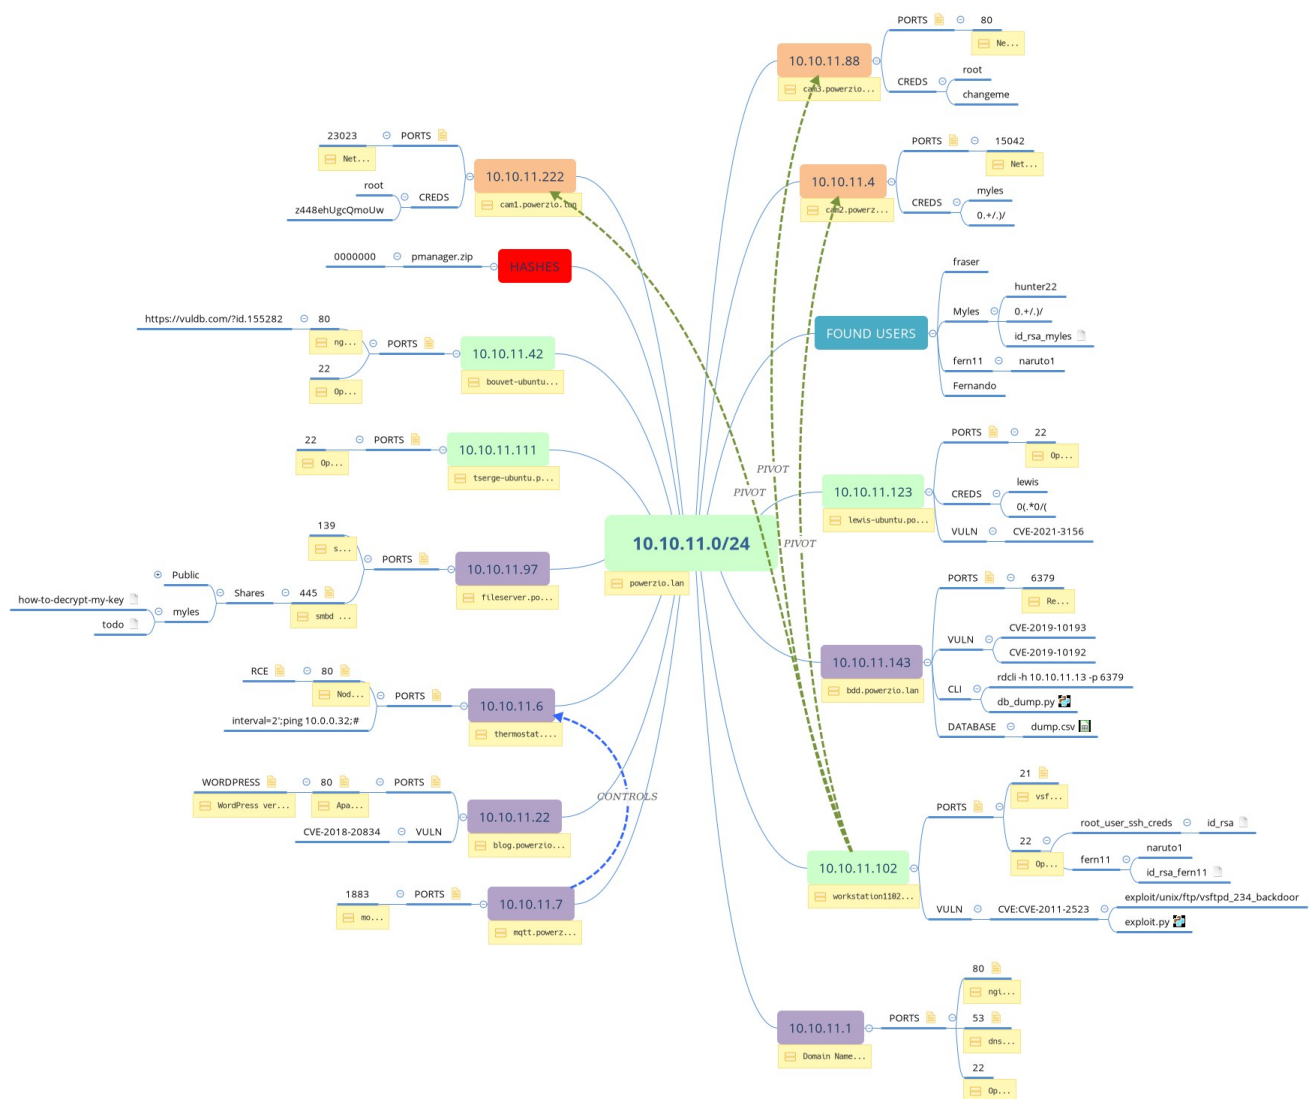 10.10.11.0/24
powerzio.lan
10.10.11.222
cam1.powerzio.lan
PORTS
23023
Net...
CREDS
root
z448ehUgcQmoUw
HASHES
pmanager.zip
0000000
10.10.11.42
bouvet-ubuntu...
PORTS
80
ng...
https://vuldb.com/?id.155282
22
Op...
10.10.11.111
tserge-ubuntu.p...
PORTS
22
Op...
10.10.11.97
fileserver.po...
PORTS
139
s...
445
smbd ...
Shares
Public
myles
how-to-decrypt-my-key
todo
10.10.11.6
thermostat....
PORTS
80
Nod...
RCE
interval=2';ping 10.0.0.32;#
10.10.11.22
blog.powerzio...
PORTS
80
Apa...
WORDPRESS
WordPress ver...
VULN
CVE-2018-20834
10.10.11.7
mqtt.powerz...
PORTS
1883
mo...
CONTROLS
10.10.11.88
cam3.powerzio...
PORTS
80
Ne...
CREDS
root
changeme
10.10.11.4
cam2.powerz...
PORTS
15042
Net...
CREDS
myles
0.+/.)/
FOUND USERS
fraser
Myles
hunter22
0.+/.)/
id_rsa_myles
fern11
naruto1
Fernando
PIVOT
PIVOT
PIVOT
10.10.11.123
lewis-ubuntu.po...
PORTS
22
Op...
CREDS
lewis
0(.*0/(
VULN
CVE-2021-3156
10.10.11.143
bdd.powerzio.lan
PORTS
6379
Re...
VULN
CVE-2019-10193
CVE-2019-10192
CLI
rdcli -h 10.10.11.13 -p 6379
db_dump.py
DATABASE
dump.csv
10.10.11.102
workstation1102...
PORTS
21
vsf...
22
Op...
root_user_ssh_creds
id_rsa
fern11
naruto1
id_rsa_fern11
VULN
CVE:CVE-2011-2523
exploit/unix/ftp/vsftpd_234_backdoor
exploit.py
10.10.11.1
Domain Name...
PORTS
80
ngi...
53
dns...
22
Op...